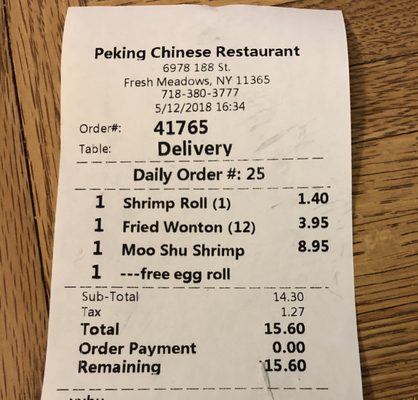 Peking Chinese Restaurant
6978 188 St.
Fresh Meadows, NY 11365
718-380-3777
5/12/2018 16:34
Order#: 41765
Table: Delivery
Daily Order #: 25
1 Shrimp Roll (1) 1.40
1 Fried Wonton (12) 3.95
1 Moo Shu Shrimp 8.95
1 ---free egg roll
Sub-Total 14.30
Tax 1.27
Total 15.60
Order Payment 0.00
Remaining 15.60